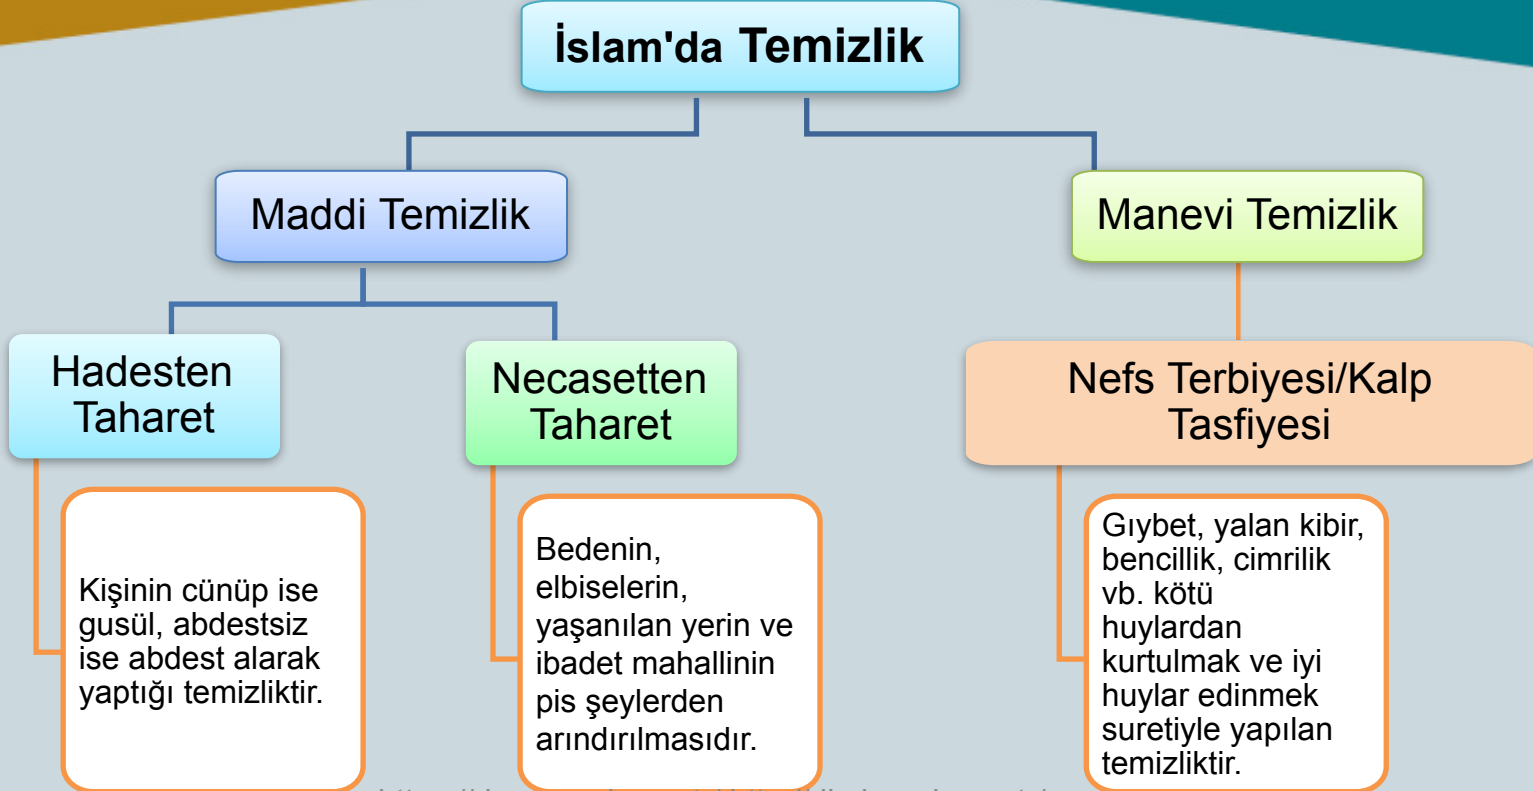 İslam'da Temizlik
Maddi Temizlik
Manevi Temizlik
Hadesten
Taharet
Necasetten
Taharet
Nefs Terbiyesi/Kalp
Tasfiyesi
Kişinin cünüp ise
gusül, abdestsiz
ise abdest alarak
yaptığı temizliktir.
Bedenin,
elbiselerin,
yaşanılan yerin ve
ibadet mahallinin
pis şeylerden
arındırılmasıdır.
Gıybet, yalan kibir,
bencillik, cimrilik
vb. kötü
huylardan
kurtulmak ve iyi
huylar edinmek
suretiyle yapılan
temizliktir.